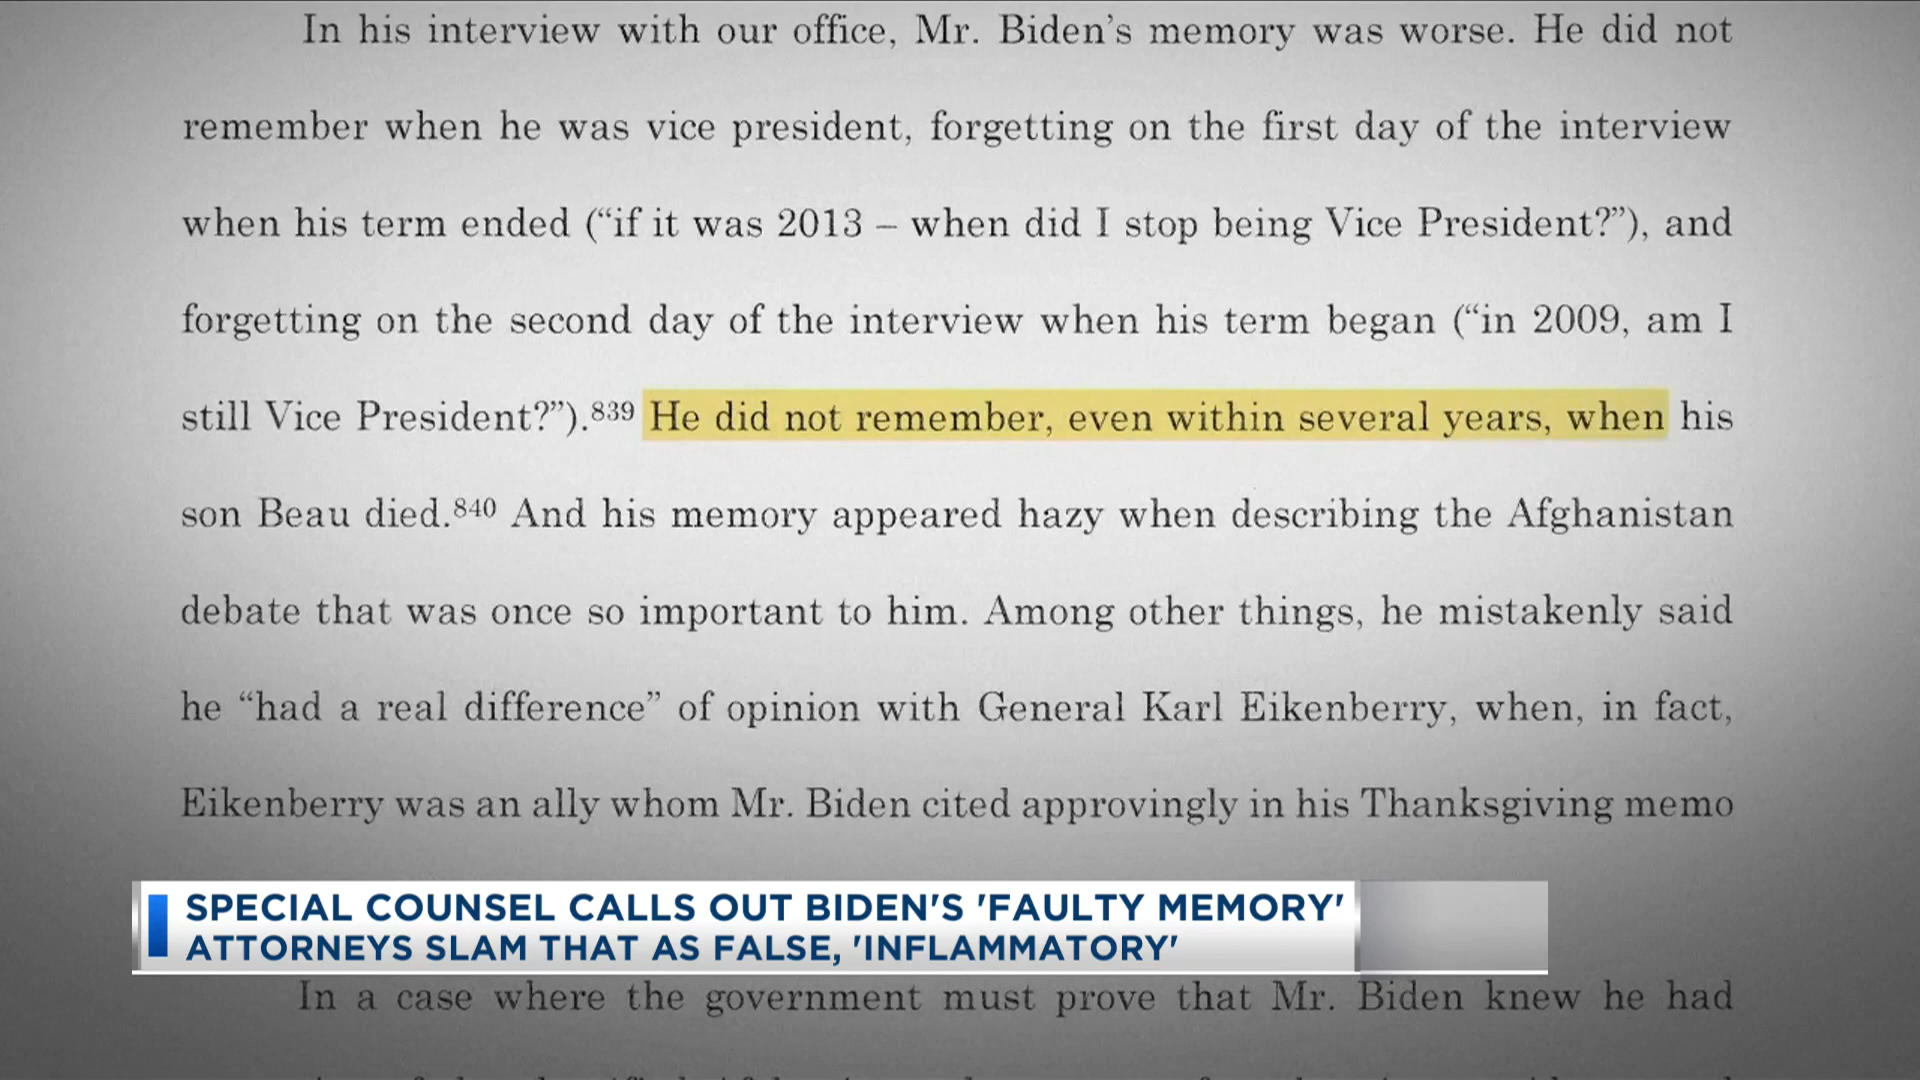 In his interview with our office, Mr. Biden's memory was worse. He did not
remember when he was vice president, forgetting on the first day of the interview
when his term ended (“if it was 2013 – when did I stop being Vice President?”), and
forgetting on the second day of the interview when his term began (“in 2009, am I
still Vice President?”).839 He did not remember, even within several years, when his
son Beau died.840 And his memory appeared hazy when describing the Afghanistan
debate that was once so important to him. Among other things, he mistakenly said
he “had a real difference” of opinion with General Karl Eikenberry, when, in fact,
Eikenberry was an ally whom Mr. Biden cited approvingly in his Thanksgiving memo
SPECIAL COUNSEL CALLS OUT BIDEN'S 'FAULTY MEMORY'
ATTORNEYS SLAM THAT AS FALSE, 'INFLAMMATORY'
In a case where the government must prove that Mr. Biden knew he had